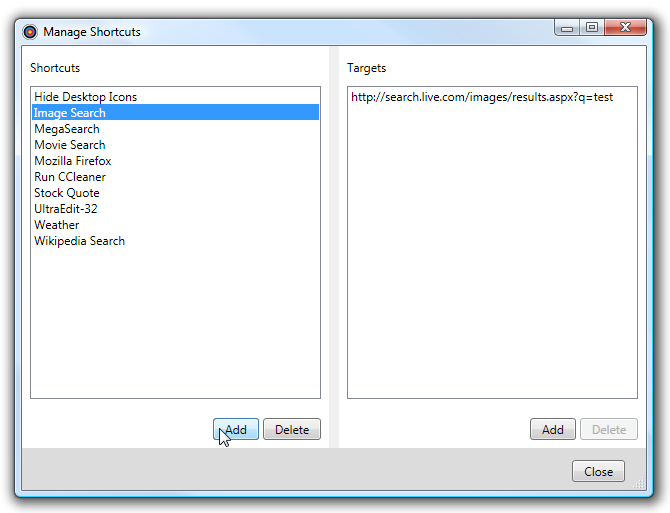 Manage Shortcuts
Shortcuts
Hide Desktop Icons
Image Search
MegaSearch
Movie Search
Mozilla Firefox
Run CCleaner
Stock Quote
UltraEdit-32
Weather
Wikipedia Search
Add Delete
Targets
http://search.live.com/images/results.aspx?q=test
Add Delete
Close